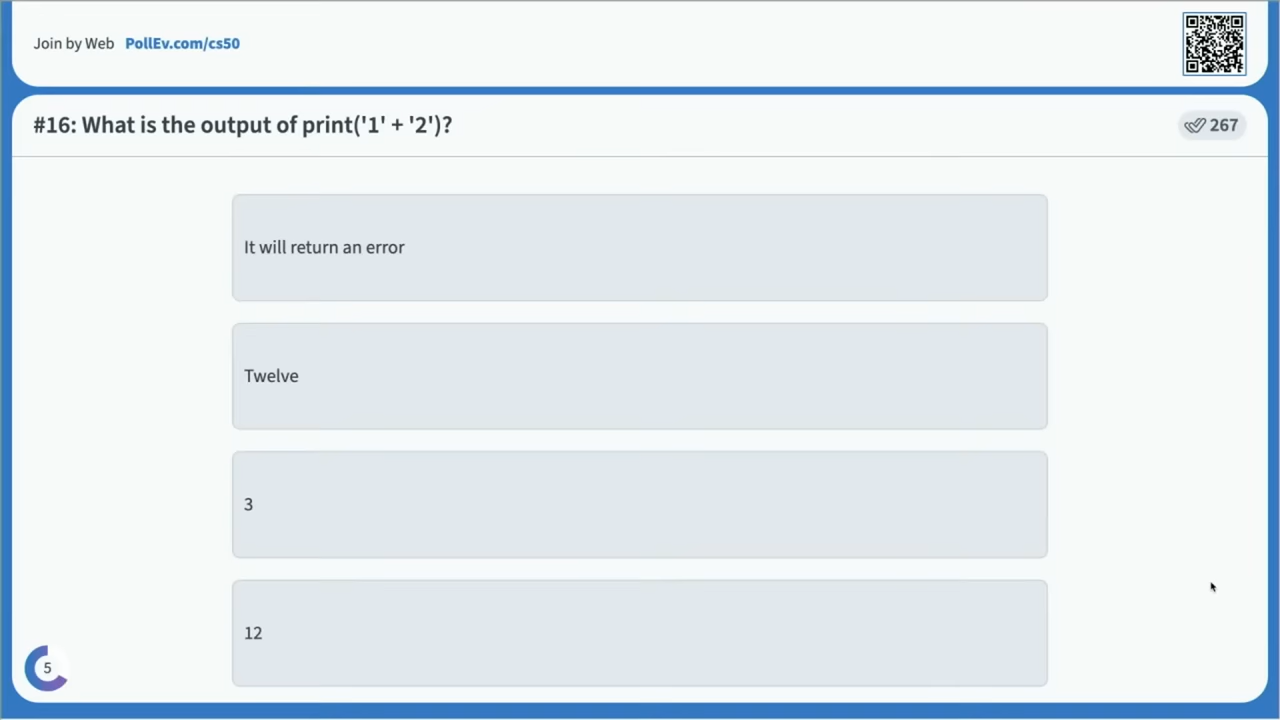 Join by Web PollEv.com/cs50
#16: What is the output of print('1' + '2')?
267
It will return an error
Twelve
3
12
5